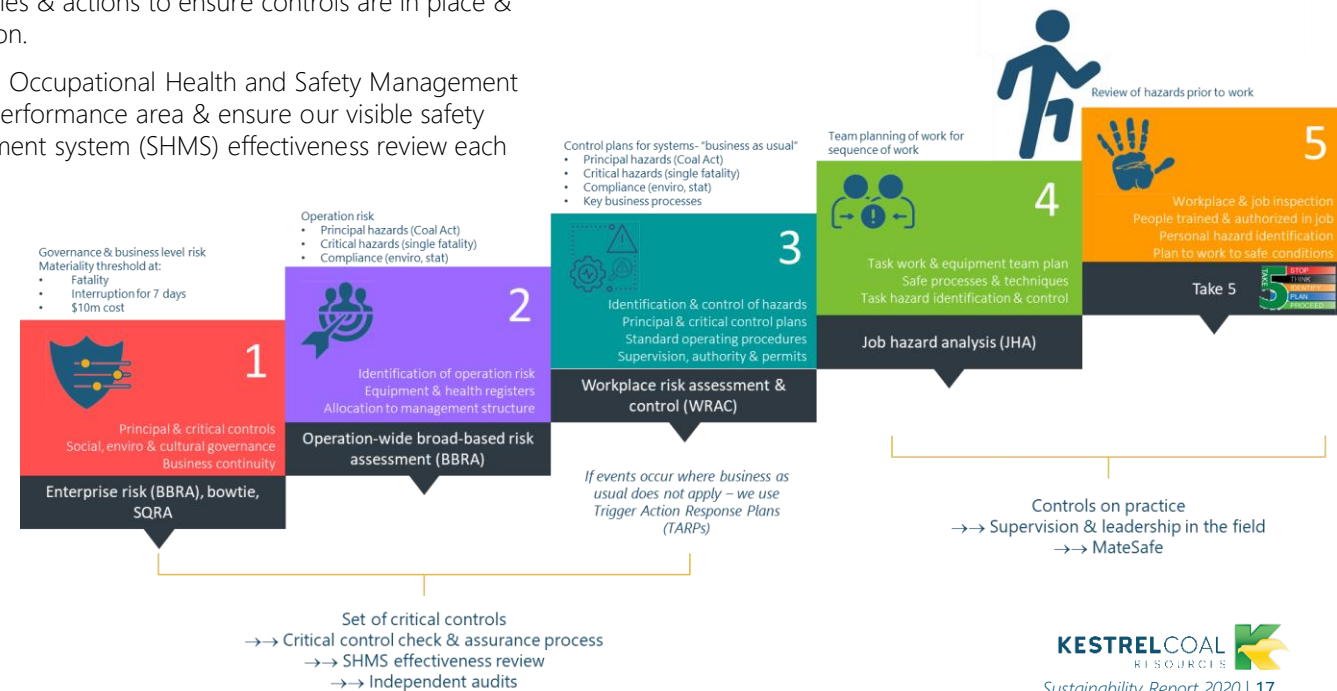 ies & actions to ensure controls are in place &
on.
Occupational Health and Safety Management
erformance area & ensure our visible safety
ment system (SHMS) effectiveness review each
Governance & business level risk
Materiality threshold at:
• Fatality
• Interruption for 7 days
• $10m cost
1
Principal & critical controls
Social, enviro & cultural governance
Business continuity
Enterprise risk (BBRA), bowtie,
SQRA
Operation risk
• Principal hazards (Coal Act)
• Critical hazards (single fatality)
• Compliance (enviro, stat)
2
Identification of operation risk
Equipment & health registers
Allocation to management structure
Operation-wide broad-based risk
assessment (BBRA)
Control plans for systems- "business as usual"
• Principal hazards (Coal Act)
• Critical hazards (single fatality)
• Compliance (enviro, stat)
• Key business processes
3
Identification & control of hazards
Principal & critical control plans
Standard operating procedures
Supervision, authority & permits
Workplace risk assessment &
control (WRAC)
If events occur where business as
usual does not apply – we use
Trigger Action Response Plans
(TARPs)
Team planning of work for
sequence of work
4
Task work & equipment team plan
Safe processes & techniques
Task hazard identification & control
Job hazard analysis (JHA)
Review of hazards prior to work
5
Workplace & job inspection
People trained & authorized in job
Personal hazard identification
Plan to work to safe conditions
Take 5
TAKE 5
STOP
THINK
IDENTIFY
PLAN
PROCEED
Set of critical controls
→→ Critical control check & assurance process
→→ SHMS effectiveness review
→→ Independent audits
Controls on practice
→→ Supervision & leadership in the field
→→ MateSafe
KESTRELCOAL
RESOURCES
Sustainability Report 2020 | 17